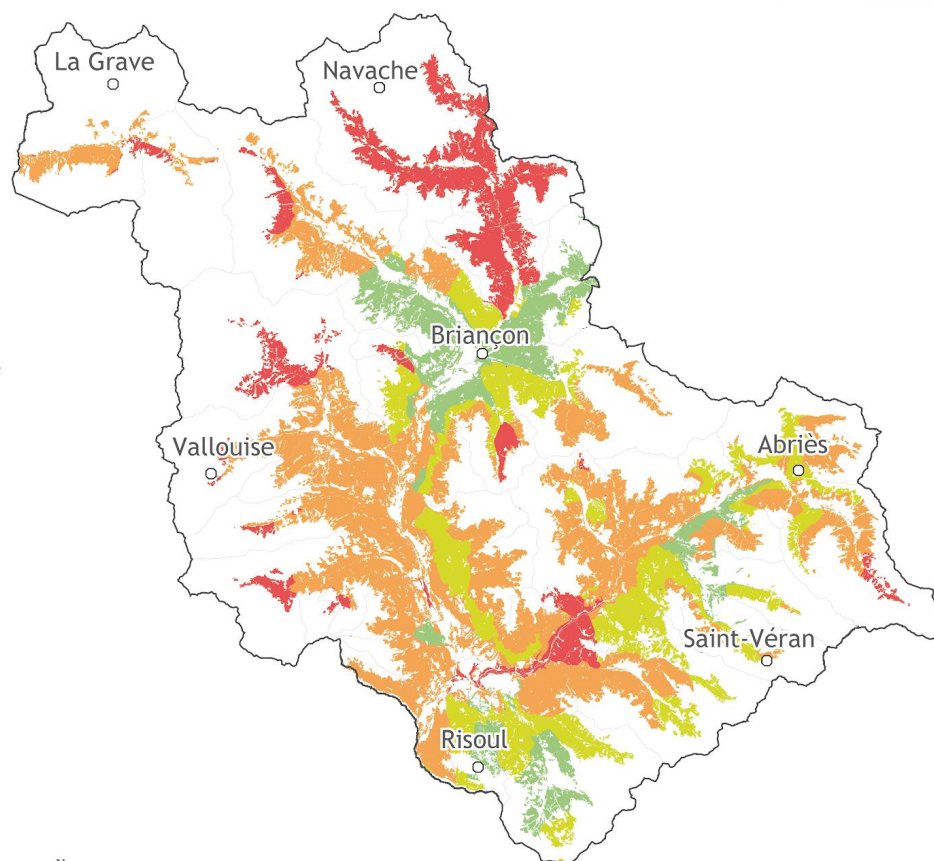 La Grave
Navache
Briançon
Vallouise
Abriès
Saint-Véran
Risoul